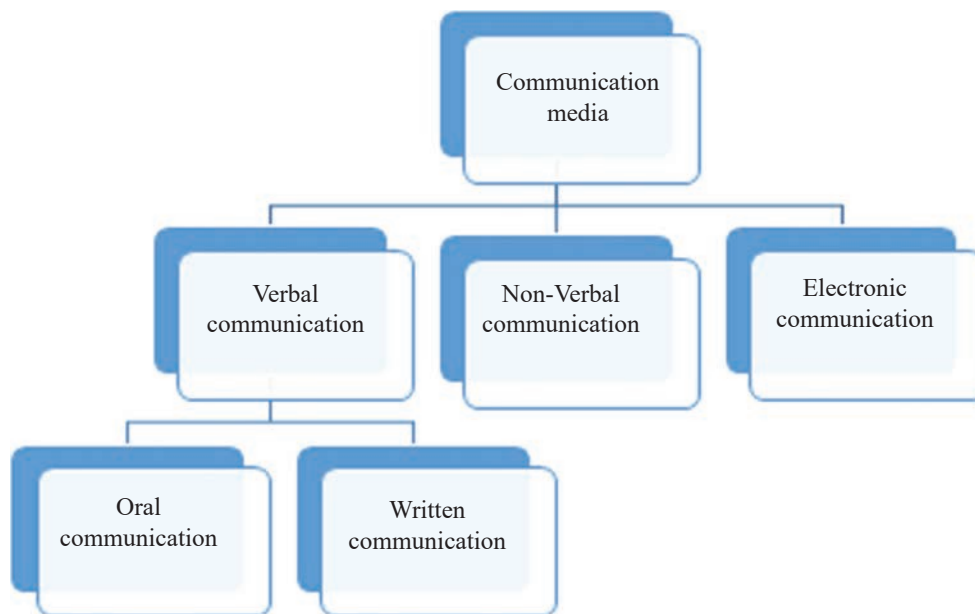 Communication
media
Verbal
communication
Non-Verbal
communication
Electronic
communication
Oral
communication
Written
communication